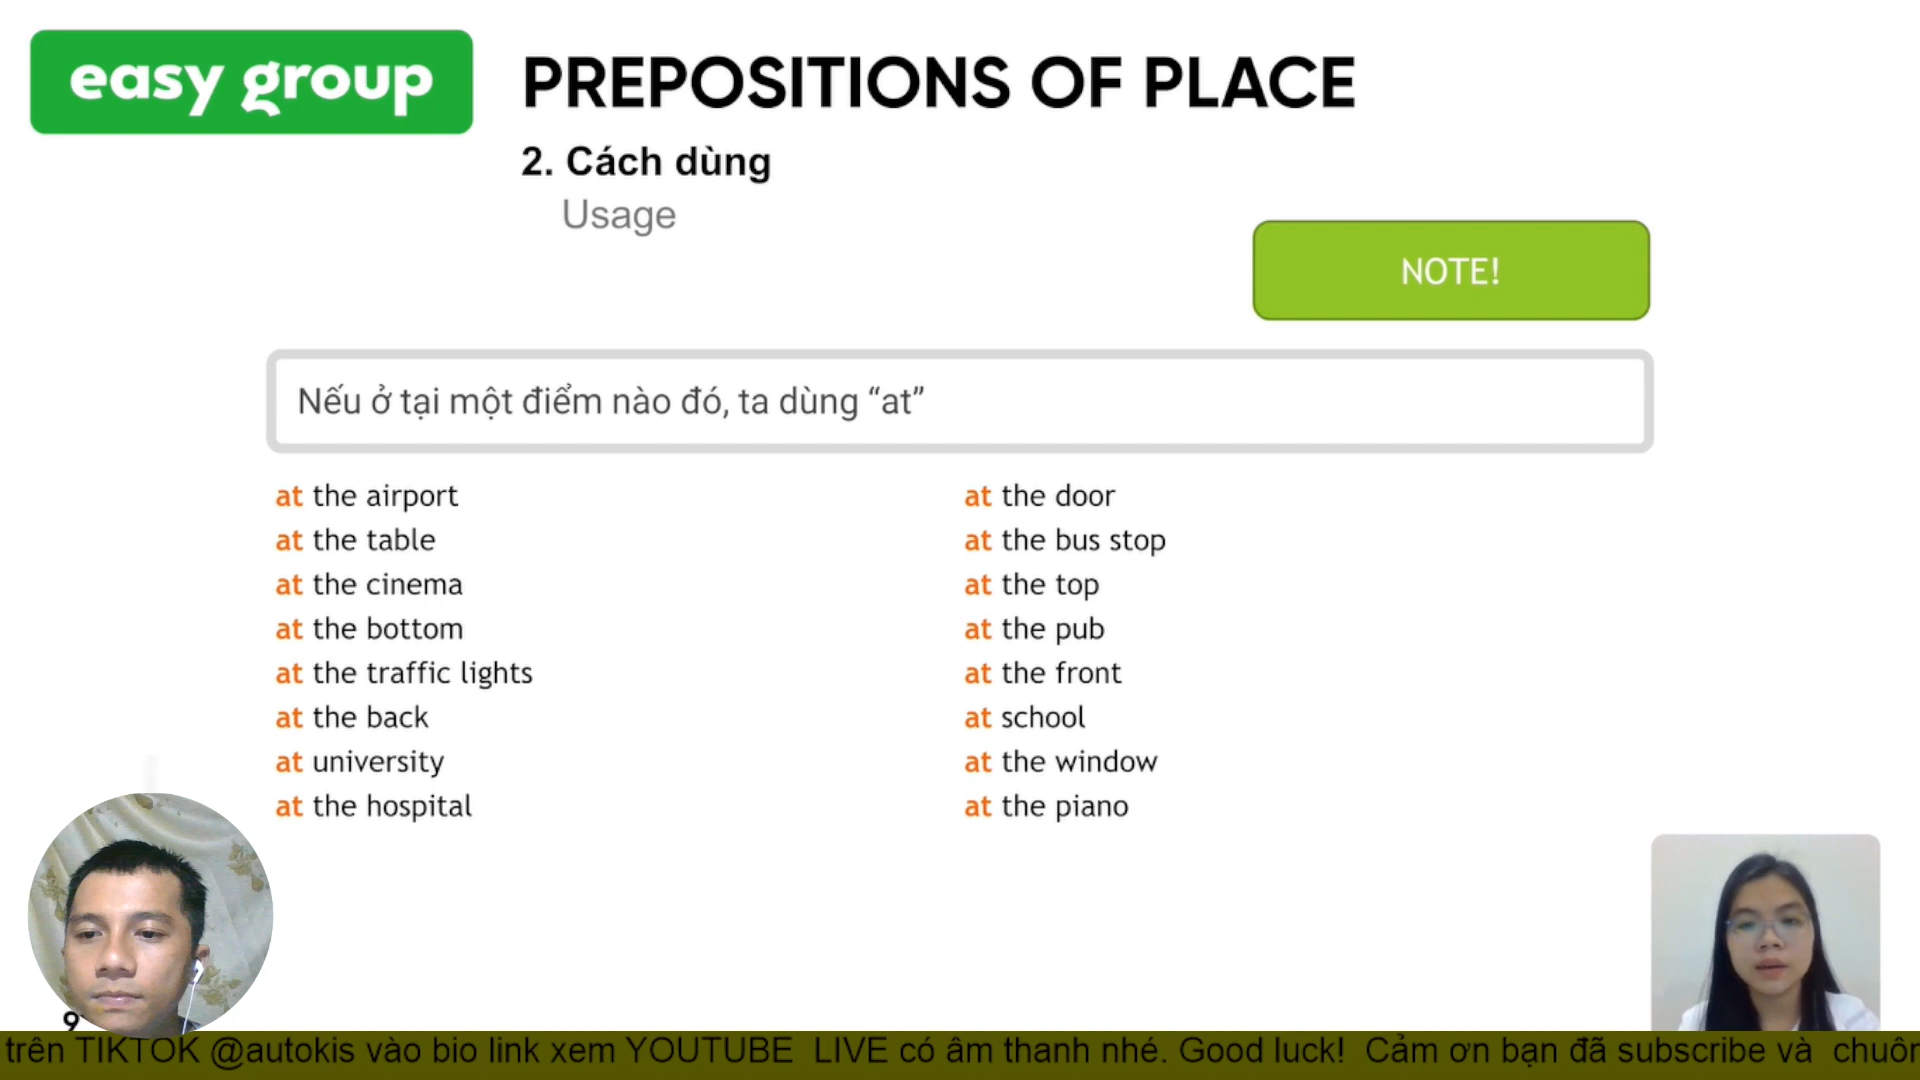 easy group
PREPOSITIONS OF PLACE
2. Cách dùng
Usage
NOTE!
Nếu ở tại một điểm nào đó, ta dùng “at”
at the airport
at the table
at the cinema
at the bottom
at the traffic lights
at the back
at university
at the hospital
at the door
at the bus stop
at the top
at the pub
at the front
at school
at the window
at the piano
9
trên TIKTOK @autokis vào bio link xem YOUTUBE LIVE có âm thanh nhé. Good luck! Cảm ơn bạn đã subscribe và chuôn